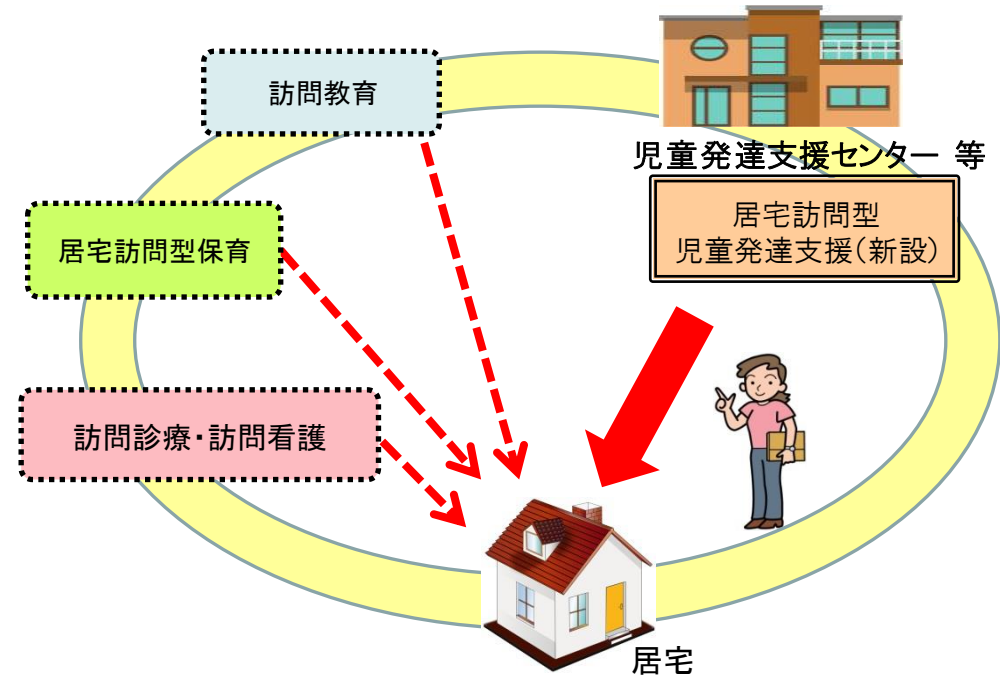 訪問教育
児童発達支援センター 等
居宅訪問型
児童発達支援(新設)
居宅訪問型保育
訪問診療・訪問看護
居宅